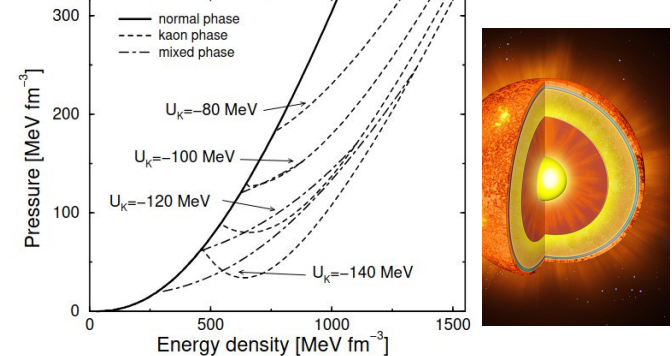 300
200
100
0
Pressure [MeV fm⁻³]
normal phase
kaon phase
mixed phase
U_K=−80 MeV
U_K=−100 MeV
U_K=−120 MeV
U_K=−140 MeV
0 500 1000 1500
Energy density [MeV fm⁻³]